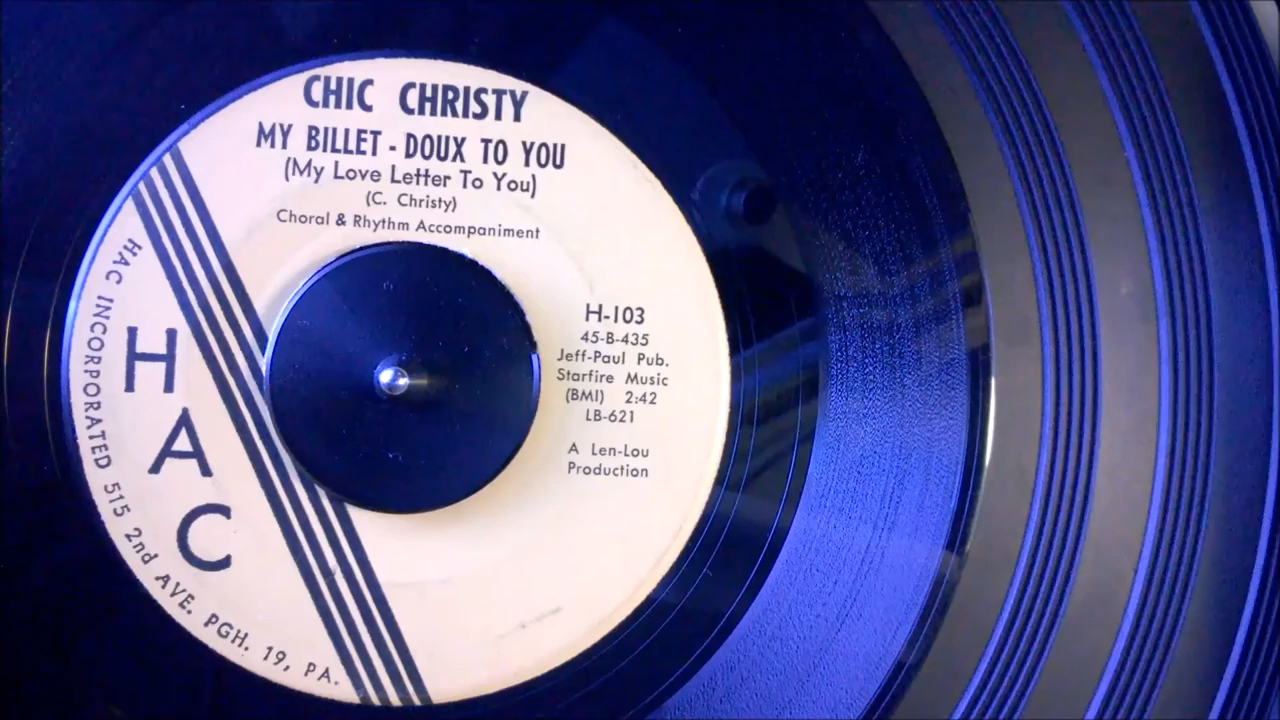 CHIC CHRISTY
MY BILLET - DOUX TO YOU
(My Love Letter To You)
(C. Christy)
Choral & Rhythm Accompaniment
H-103
45-B-435
Jeff-Paul Pub.
Starfire Music
(BMI) 2:42
LB-621
A Len-Lou
Production
HAC
HAC INCORPORATED 515 2nd AVE. PGH. 19, PA.